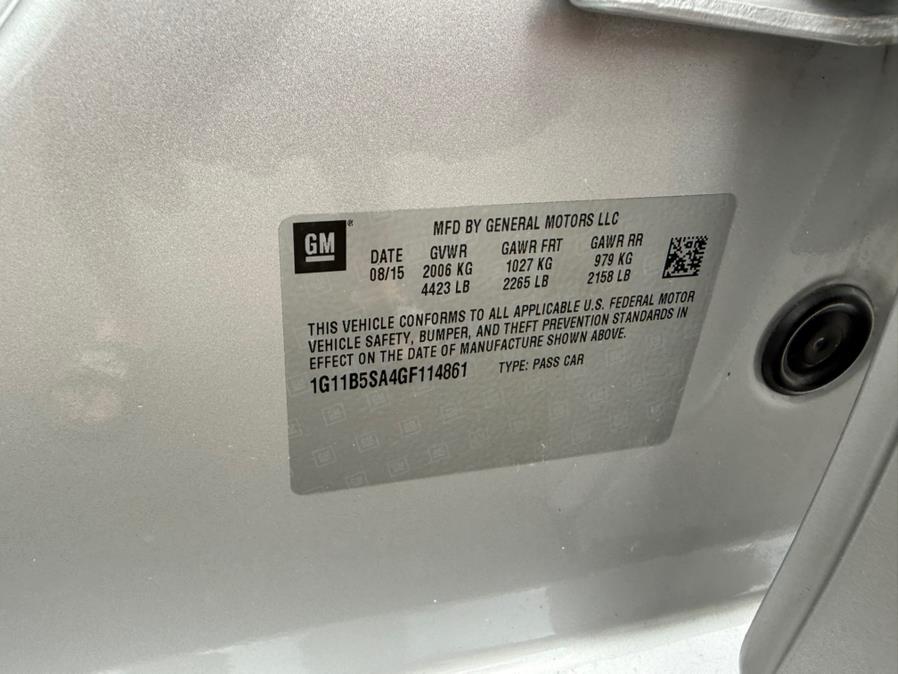 GM
®
MFD BY GENERAL MOTORS LLC
DATE GVWR GAWR FRT GAWR RR
08/15 2006 KG 1027 KG 979 KG
4423 LB 2265 LB 2158 LB
THIS VEHICLE CONFORMS TO ALL APPLICABLE U.S. FEDERAL MOTOR
VEHICLE SAFETY, BUMPER, AND THEFT PREVENTION STANDARDS IN
EFFECT ON THE DATE OF MANUFACTURE SHOWN ABOVE.
1G11B5SA4GF114861 TYPE: PASS CAR